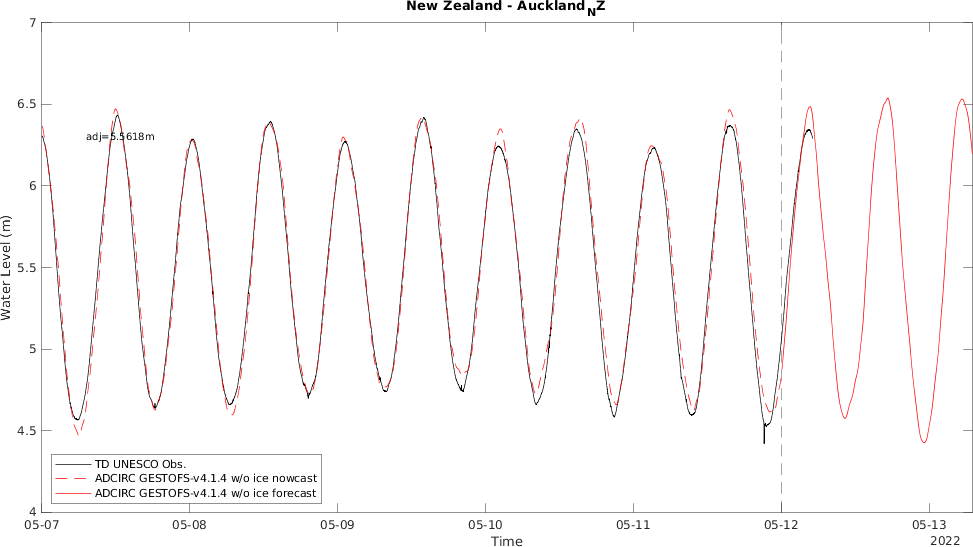 New Zealand - Auckland_NZ
7
6.5
adj=5.5618m
6
5.5
5
4.5
4
Water Level (m)
TD UNESCO Obs.
ADCIRC GESTOFS-v4.1.4 w/o ice nowcast
ADCIRC GESTOFS-v4.1.4 w/o ice forecast
05-07 05-08 05-09 05-10 05-11 05-12 05-13
Time
2022